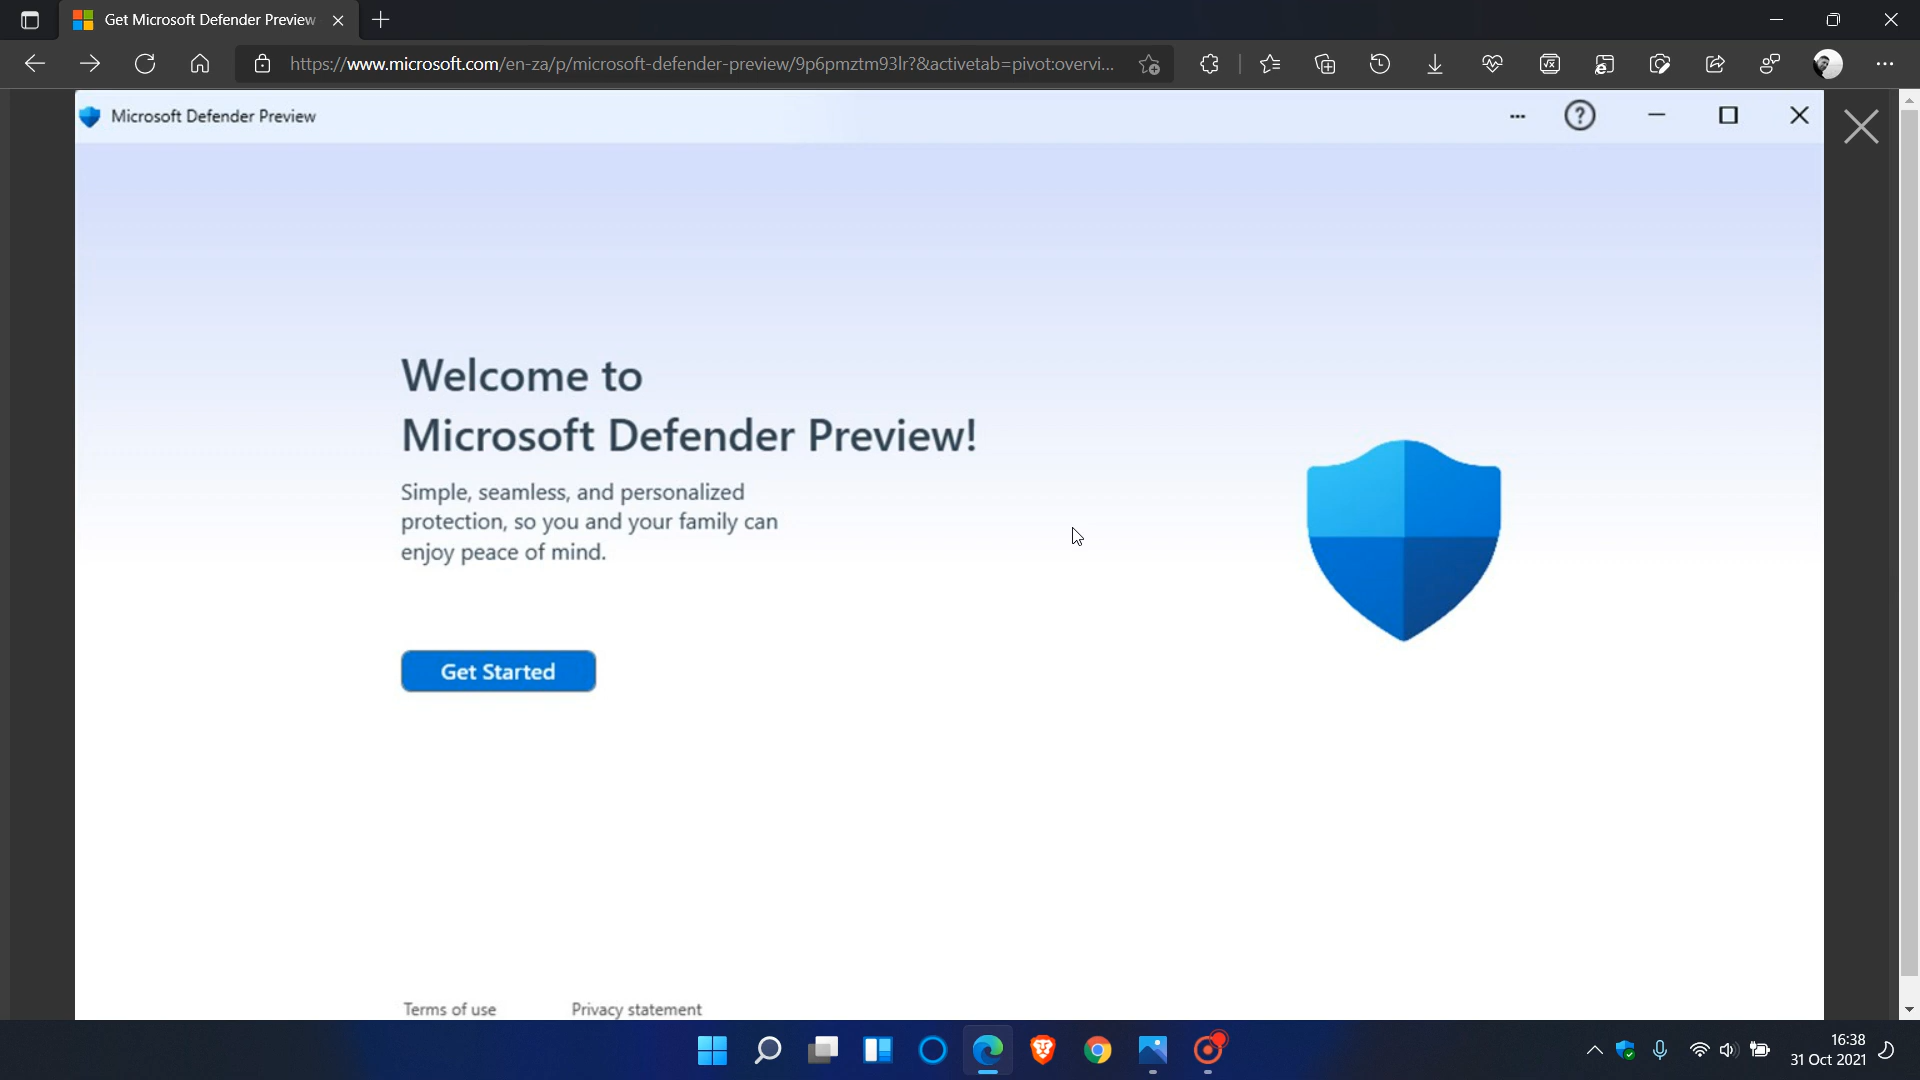 Get Microsoft Defender Preview
https://www.microsoft.com/en-za/p/microsoft-defender-preview/9p6pmztm93lr?&activetab=pivot:overvi...
Microsoft Defender Preview
Welcome to
Microsoft Defender Preview!
Simple, seamless, and personalized
protection, so you and your family can
enjoy peace of mind.
Get Started
Terms of use
Privacy statement
16:38
31 Oct 2021